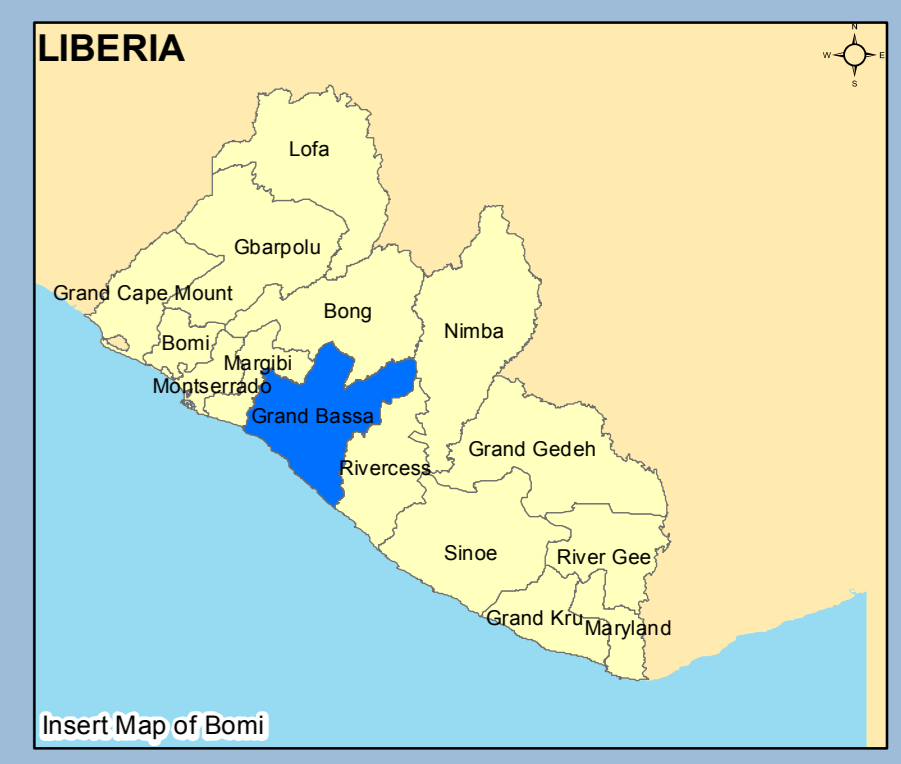 LIBERIA
N
W
E
S
Lofa
Gbarpolu
Grand Cape Mount
Bong
Nimba
Bomi
Margibi
Montserrado
Grand Bassa
Grand Gedeh
Rivercess
Sinoe
River Gee
Grand Kru
Maryland
Insert Map of Bomi